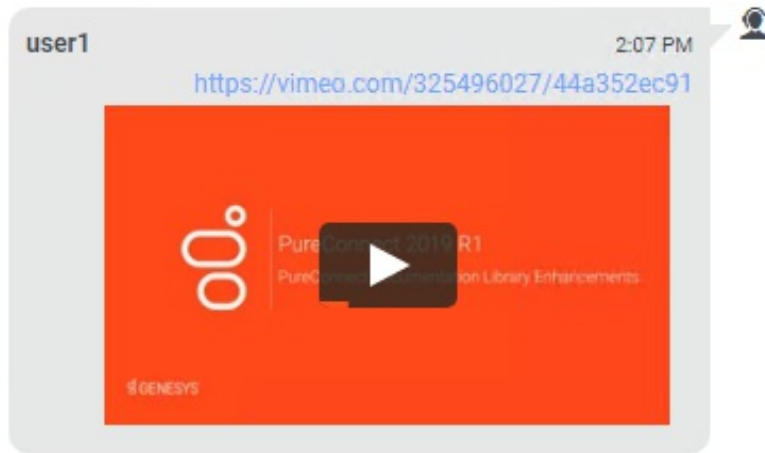 user1
2:07 PM
https://vimeo.com/325496027/44a352ec91
PureConnect 2019 R1
PureConnect Documentation Library Enhancements
GENESYS